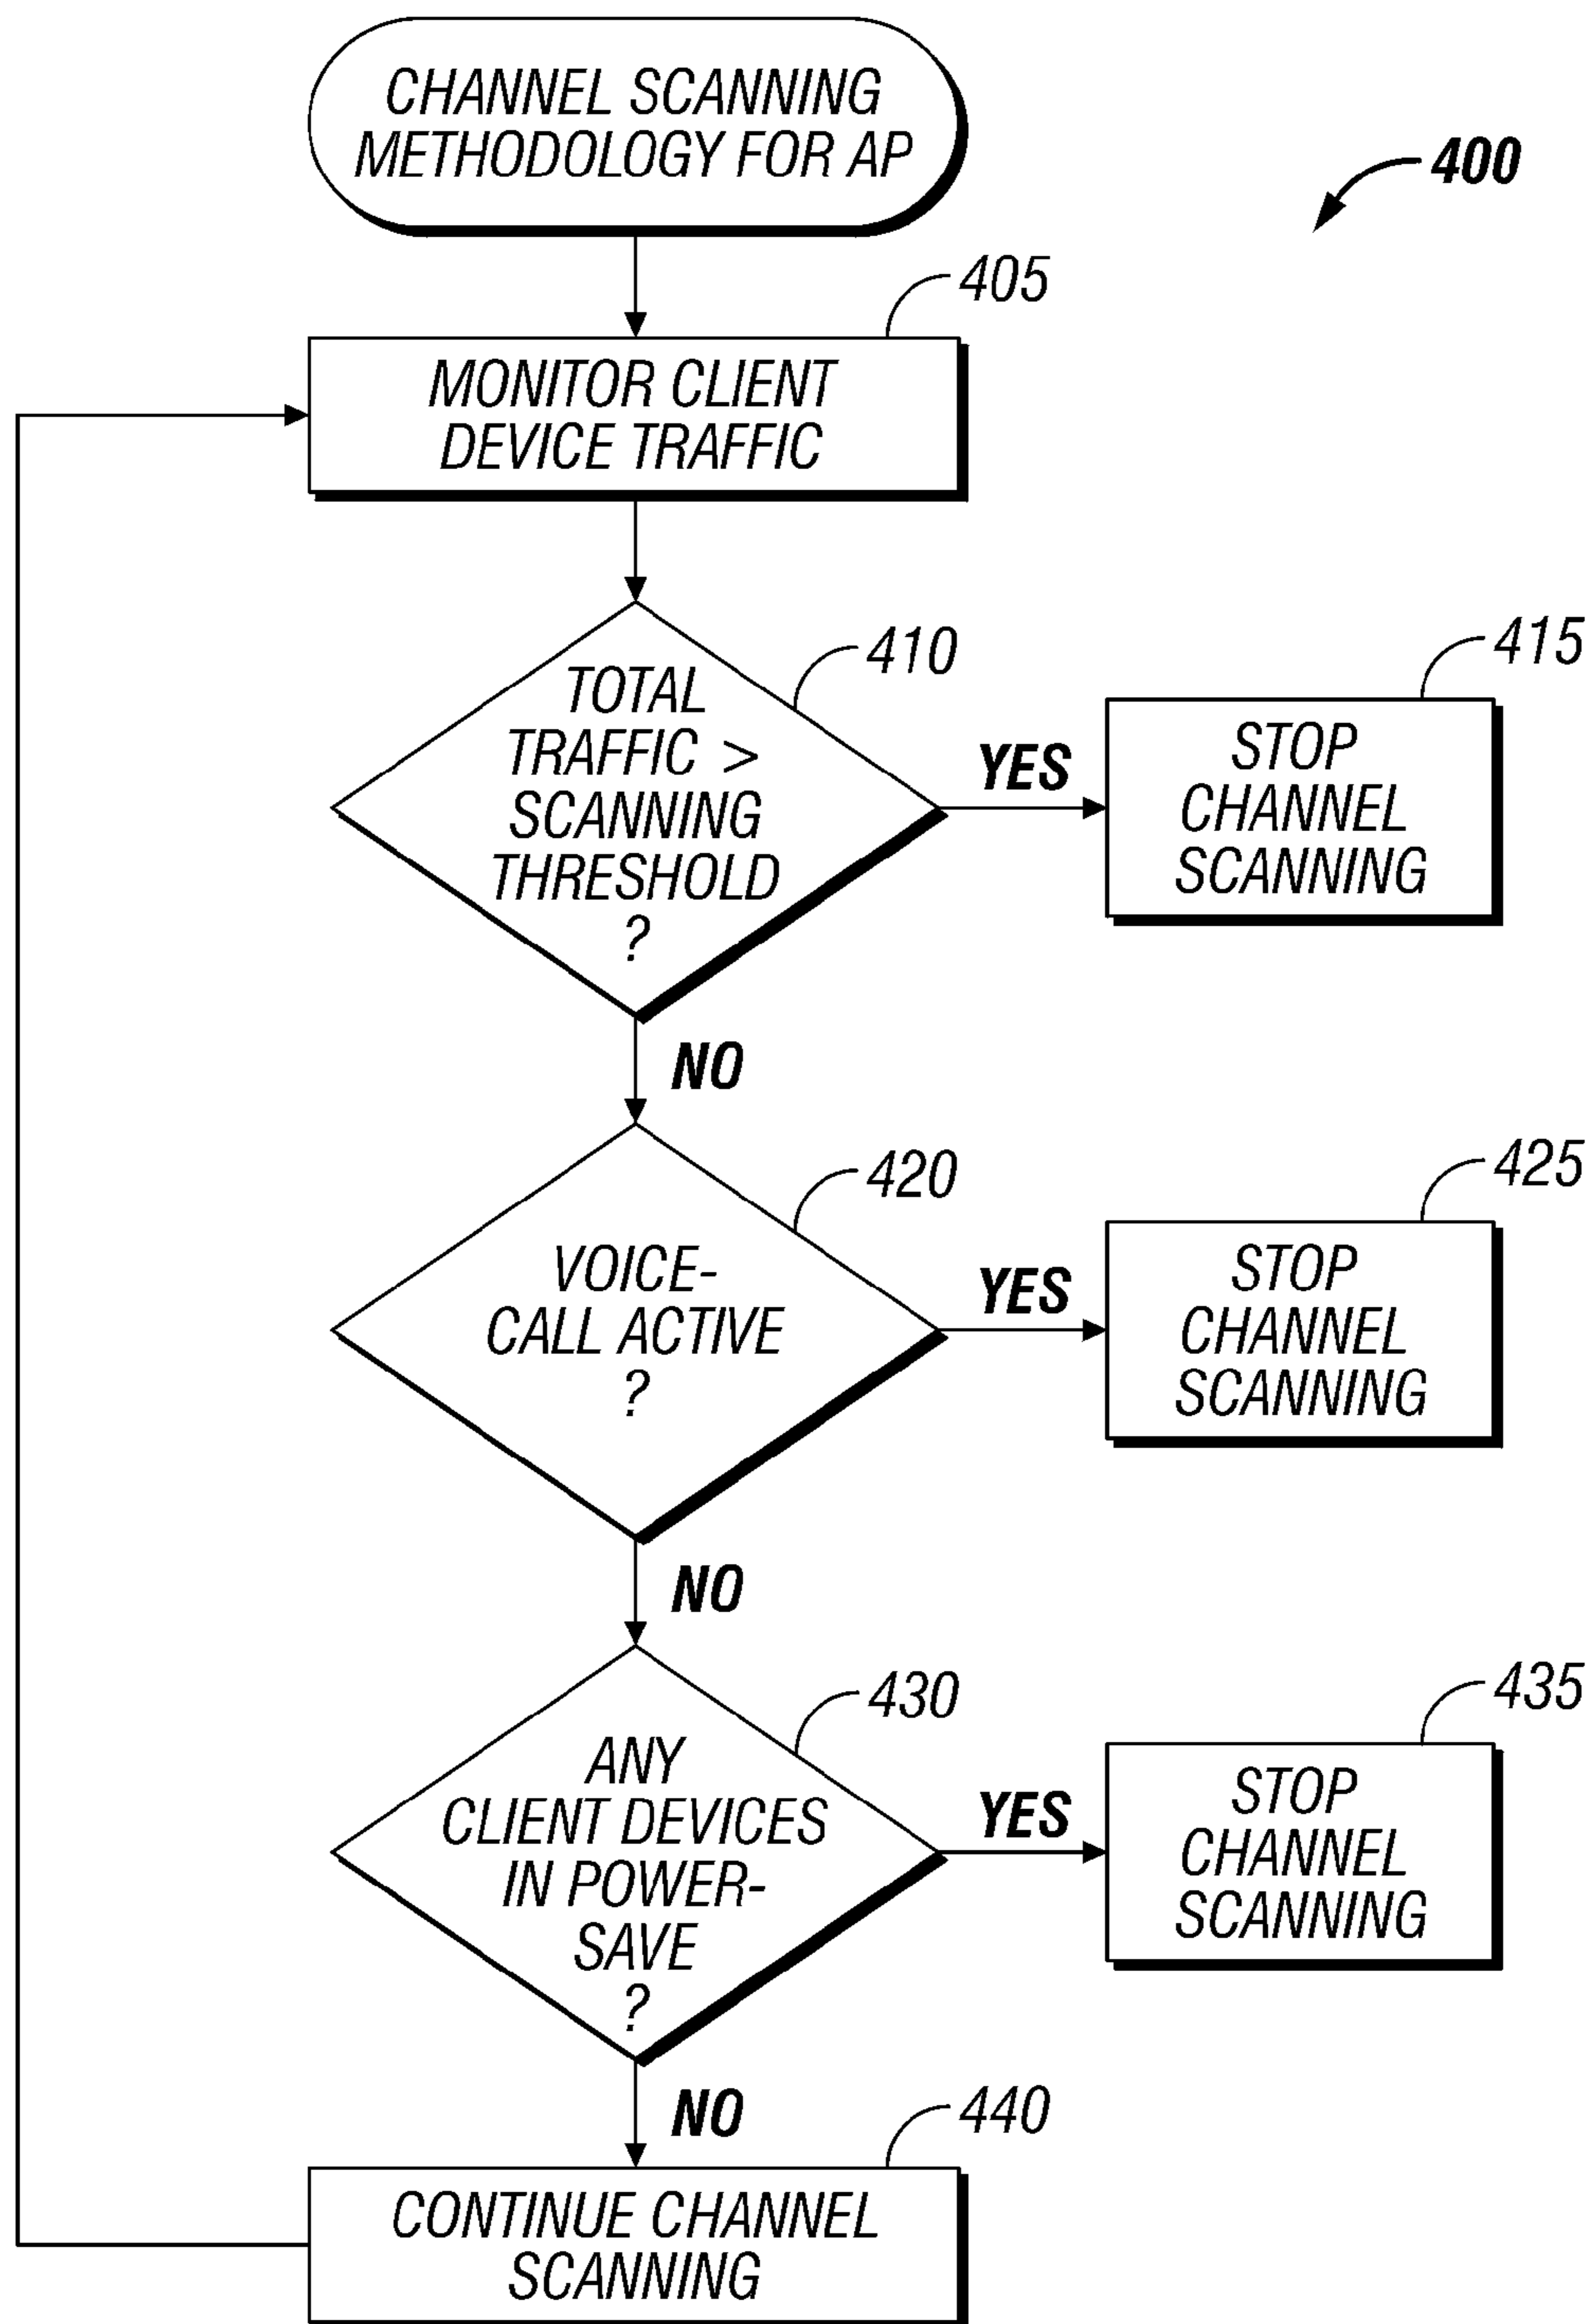 CHANNEL SCANNING
METHODOLOGY FOR AP
400
405
MONITOR CLIENT
DEVICE TRAFFIC
410
TOTAL
TRAFFIC >
SCANNING
THRESHOLD
?
YES
415
STOP
CHANNEL
SCANNING
NO
420
VOICE-
CALL ACTIVE
?
YES
425
STOP
CHANNEL
SCANNING
NO
430
ANY
CLIENT DEVICES
IN POWER-
SAVE
?
YES
435
STOP
CHANNEL
SCANNING
NO
440
CONTINUE CHANNEL
SCANNING